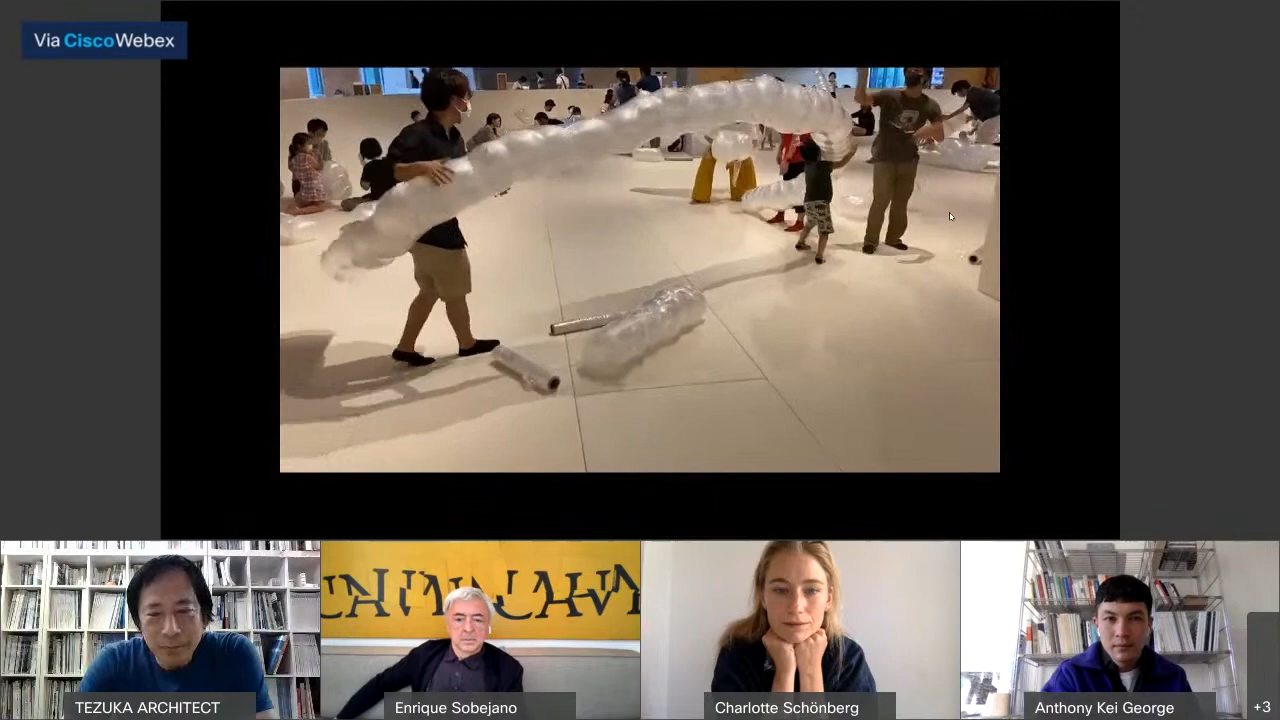 Via CiscoWebex
TEZUKA ARCHITECT
Enrique Sobejano
Charlotte Schönberg
Anthony Kei George
+3